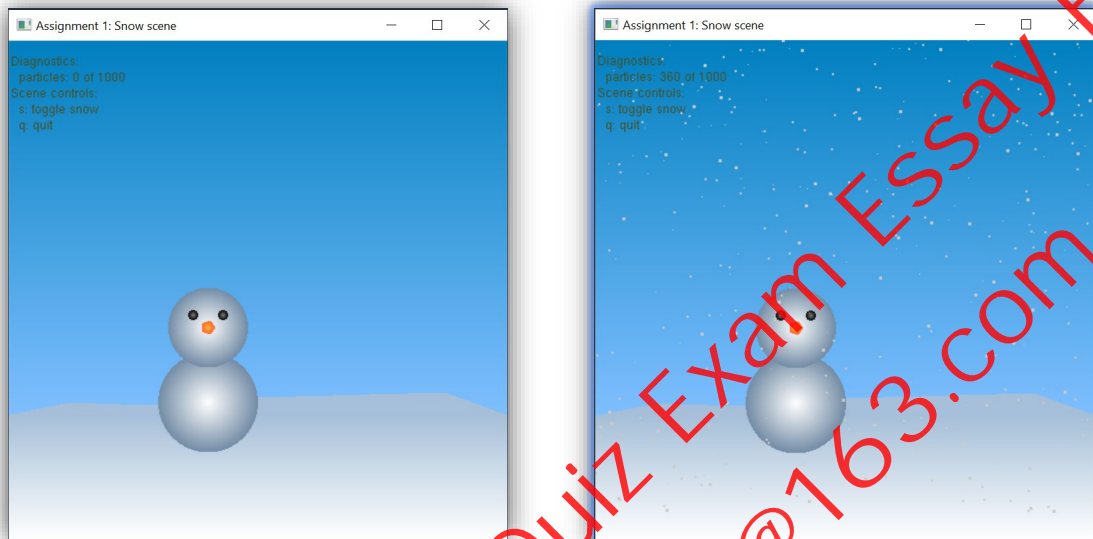 Assignment 1: Snow scene
Diagnostics:
particles: 0 of 1000
Scene controls:
s: toggle snow
q: quit
Assignment 1: Snow scene
Diagnostics:
particles: 360 of 1000
Scene controls:
s: toggle snow
q: quit
Quiz Exam Essay
@163.com